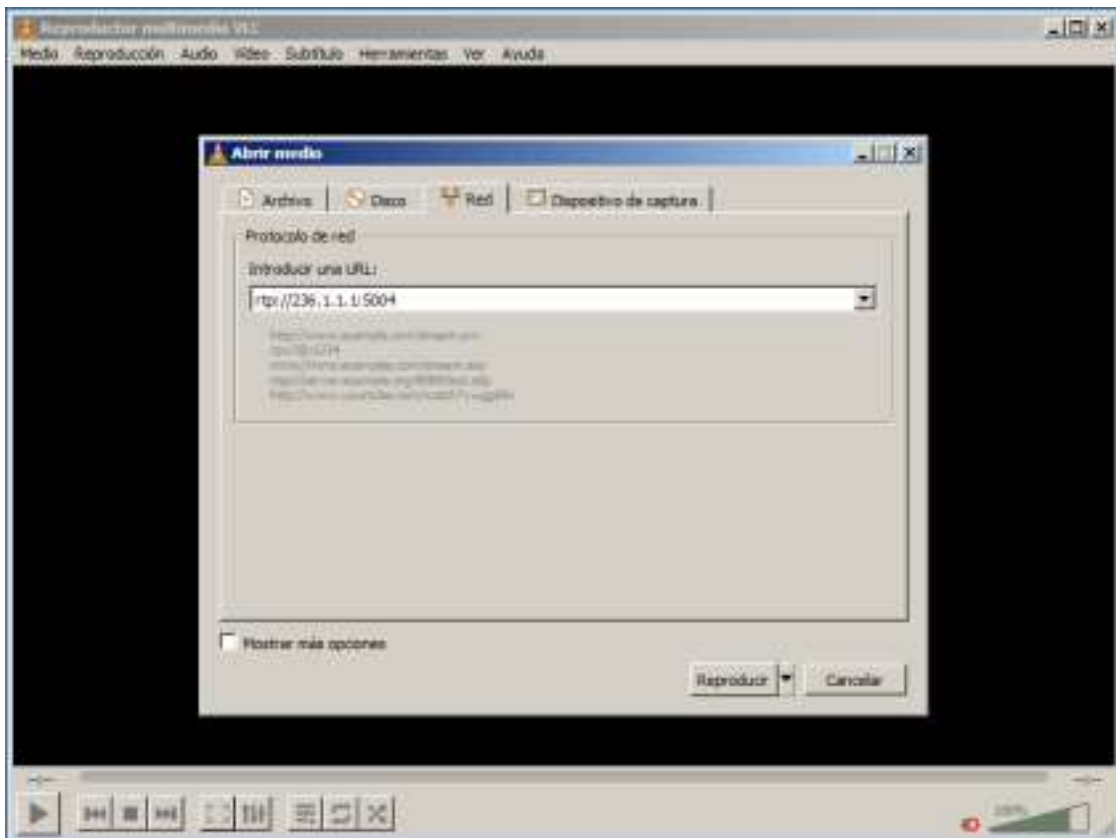 Reproductor multimedia VLC
Medio Reproducción Audio Vídeo Subtítulo Herramientas Ver Ayuda
Abrir medio
Archivo Disco Red Dispositivo de captura
Protocolo de red
Introducir una URL:
rtp://236.1.1.1:5004
Mostrar más opciones
Reproducir Cancelar
100%